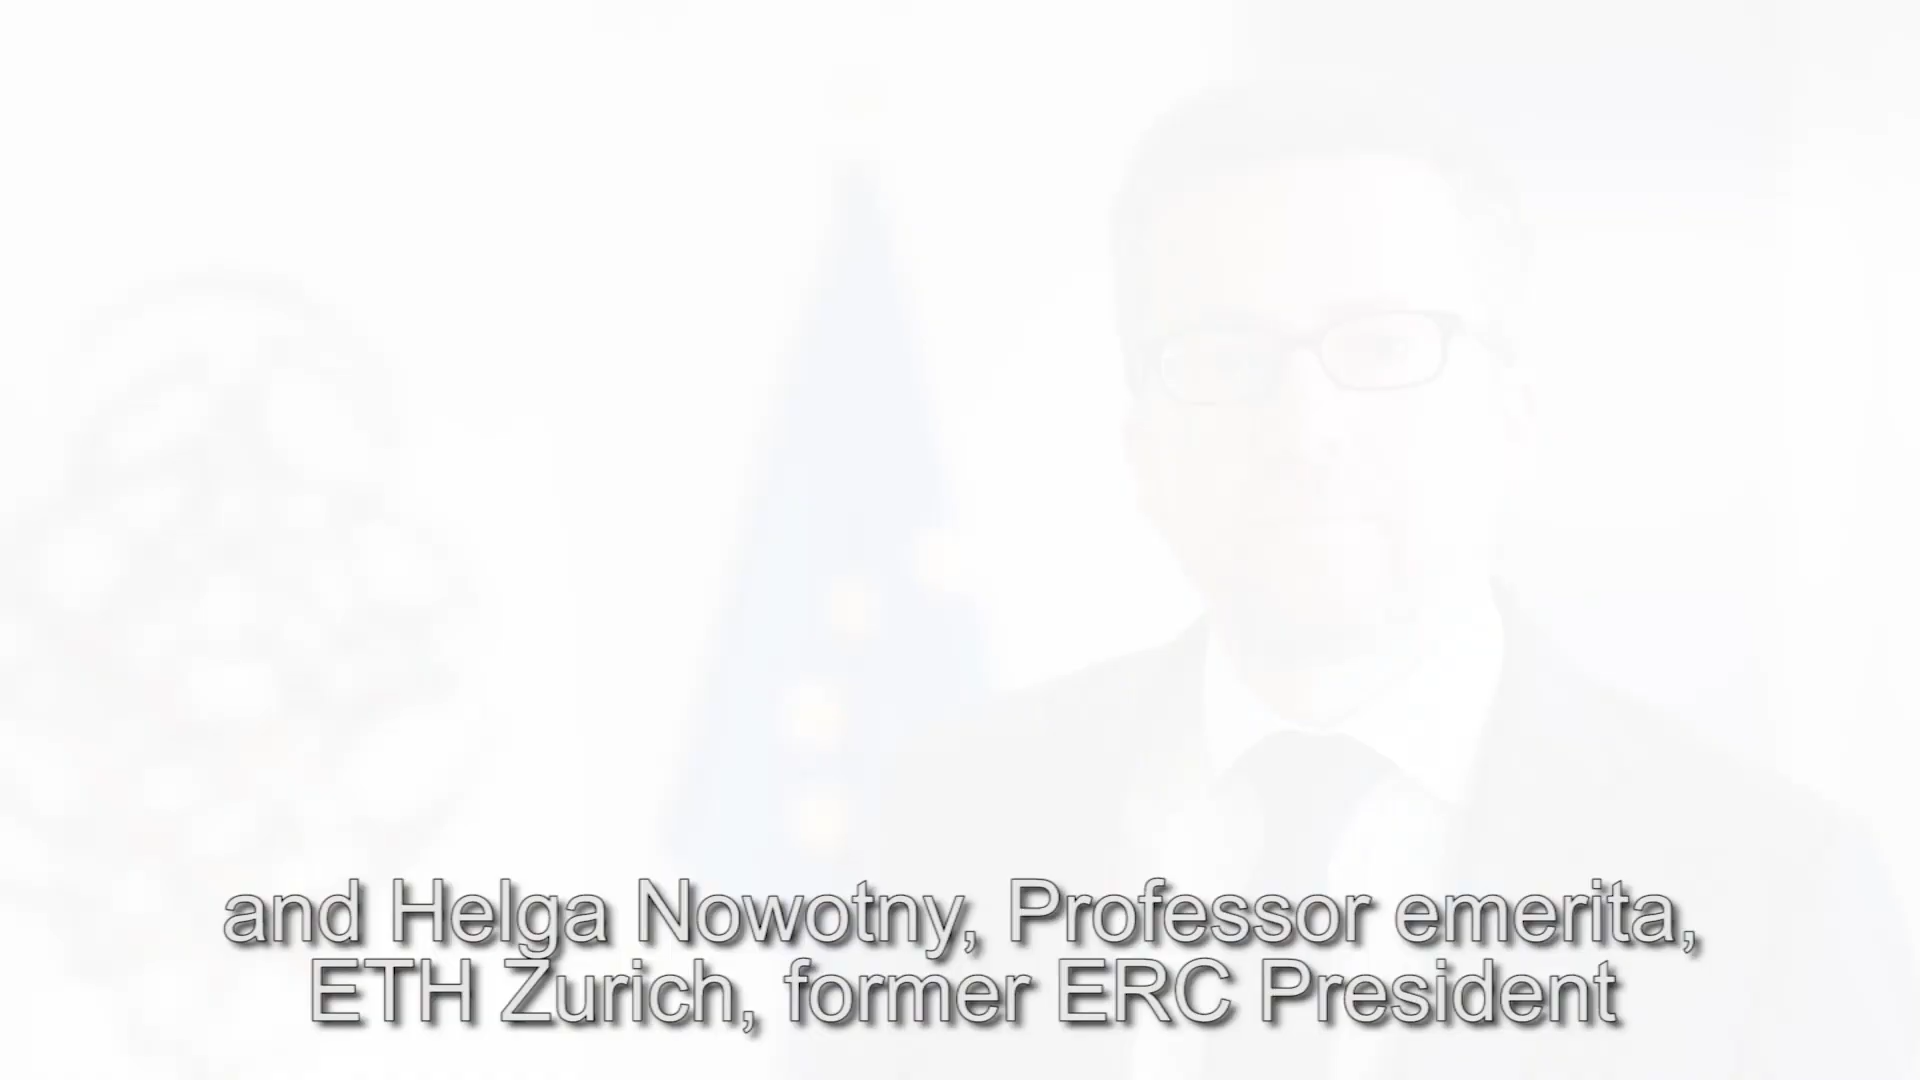 and Helga Nowotny, Professor emerita,
ETH Zurich, former ERC President